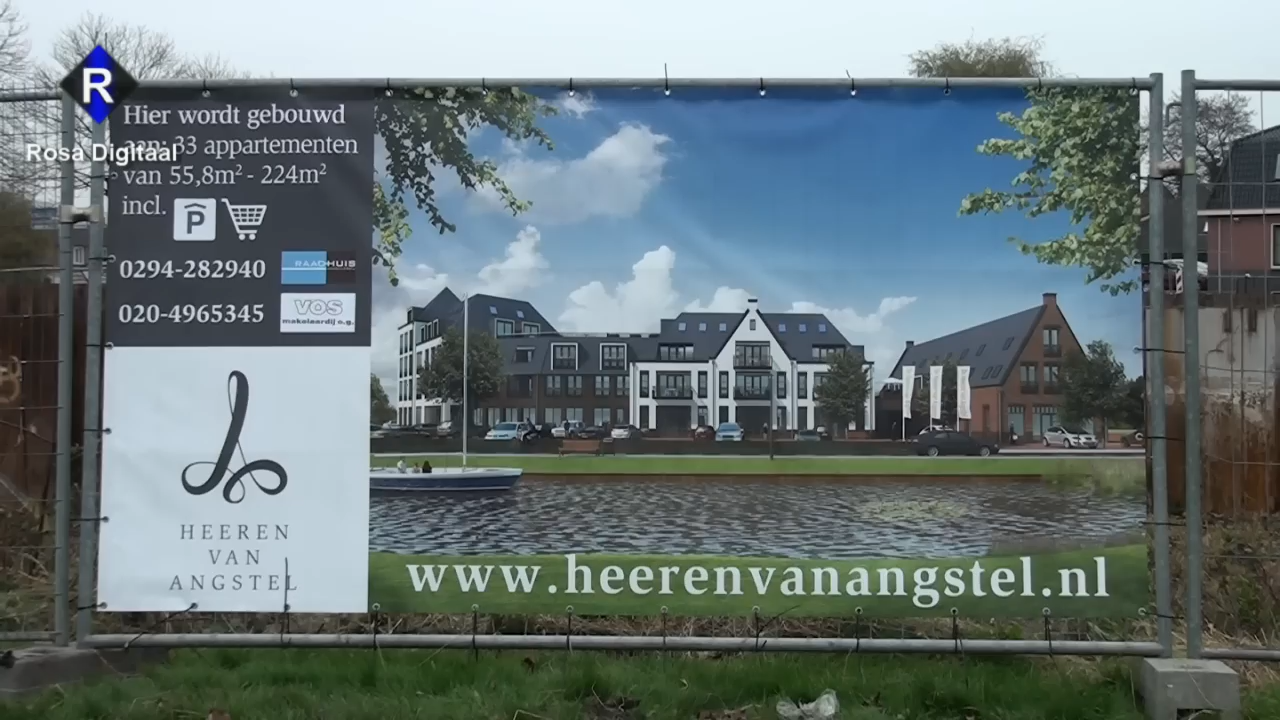 R
Rosa Digitaal
Hier wordt gebouwd
aan: 33 appartementen
van 55,8m² - 224m²
incl. P
0294-282940
RAADHUIS
020-4965345
VOS
makelaardij o.g.
HEEREN
VAN
ANGSTEL
www.heerenvanangstel.nl